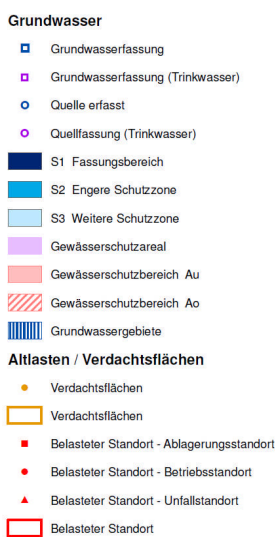 Grundwasser
Grundwasserfassung
Grundwasserfassung (Trinkwasser)
Quelle erfasst
Quellfassung (Trinkwasser)
S1 Fassungsbereich
S2 Engere Schutzzone
S3 Weitere Schutzzone
Gewässerschutzareal
Gewässerschutzbereich Au
Gewässerschutzbereich Ao
Grundwassergebiete
Altlasten / Verdachtsflächen
Verdachtsflächen
Verdachtsflächen
Belasteter Standort - Ablagerungsstandort
Belasteter Standort - Betriebsstandort
Belasteter Standort - Unfallstandort
Belasteter Standort